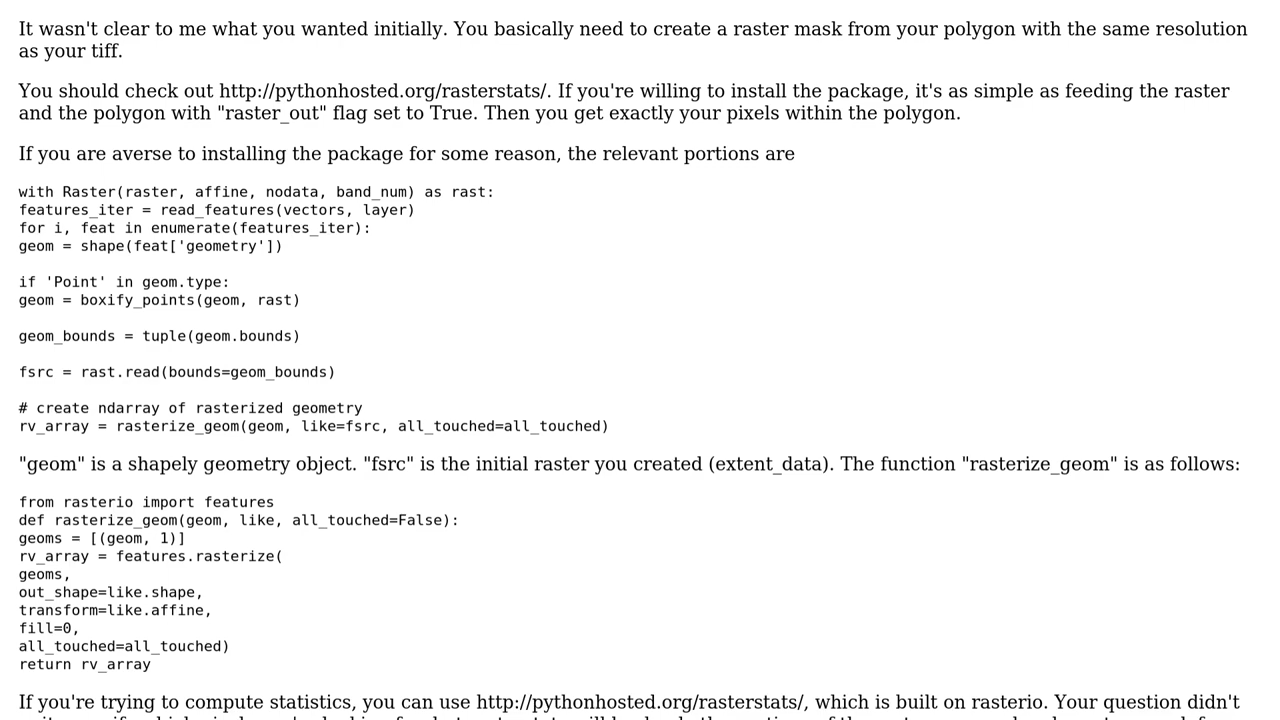 It wasn't clear to me what you wanted initially. You basically need to create a raster mask from your polygon with the same resolution
as your tiff.
You should check out http://pythonhosted.org/rasterstats/. If you're willing to install the package, it's as simple as feeding the raster
and the polygon with "raster_out" flag set to True. Then you get exactly your pixels within the polygon.
If you are averse to installing the package for some reason, the relevant portions are
with Raster(raster, affine, nodata, band_num) as rast:
features_iter = read_features(vectors, layer)
for i, feat in enumerate(features_iter):
geom = shape(feat['geometry'])
if 'Point' in geom.type:
geom = boxify_points(geom, rast)
geom_bounds = tuple(geom.bounds)
fsrc = rast.read(bounds=geom_bounds)
# create ndarray of rasterized geometry
rv_array = rasterize_geom(geom, like=fsrc, all_touched=all_touched)
"geom" is a shapely geometry object. "fsrc" is the initial raster you created (extent_data). The function "rasterize_geom" is as follows:
from rasterio import features
def rasterize_geom(geom, like, all_touched=False):
geoms = [(geom, 1)]
rv_array = features.rasterize(
geoms,
out_shape=like.shape,
transform=like.affine,
fill=0,
all_touched=all_touched)
return rv_array
If you're trying to compute statistics, you can use http://pythonhosted.org/rasterstats/, which is built on rasterio. Your question didn't